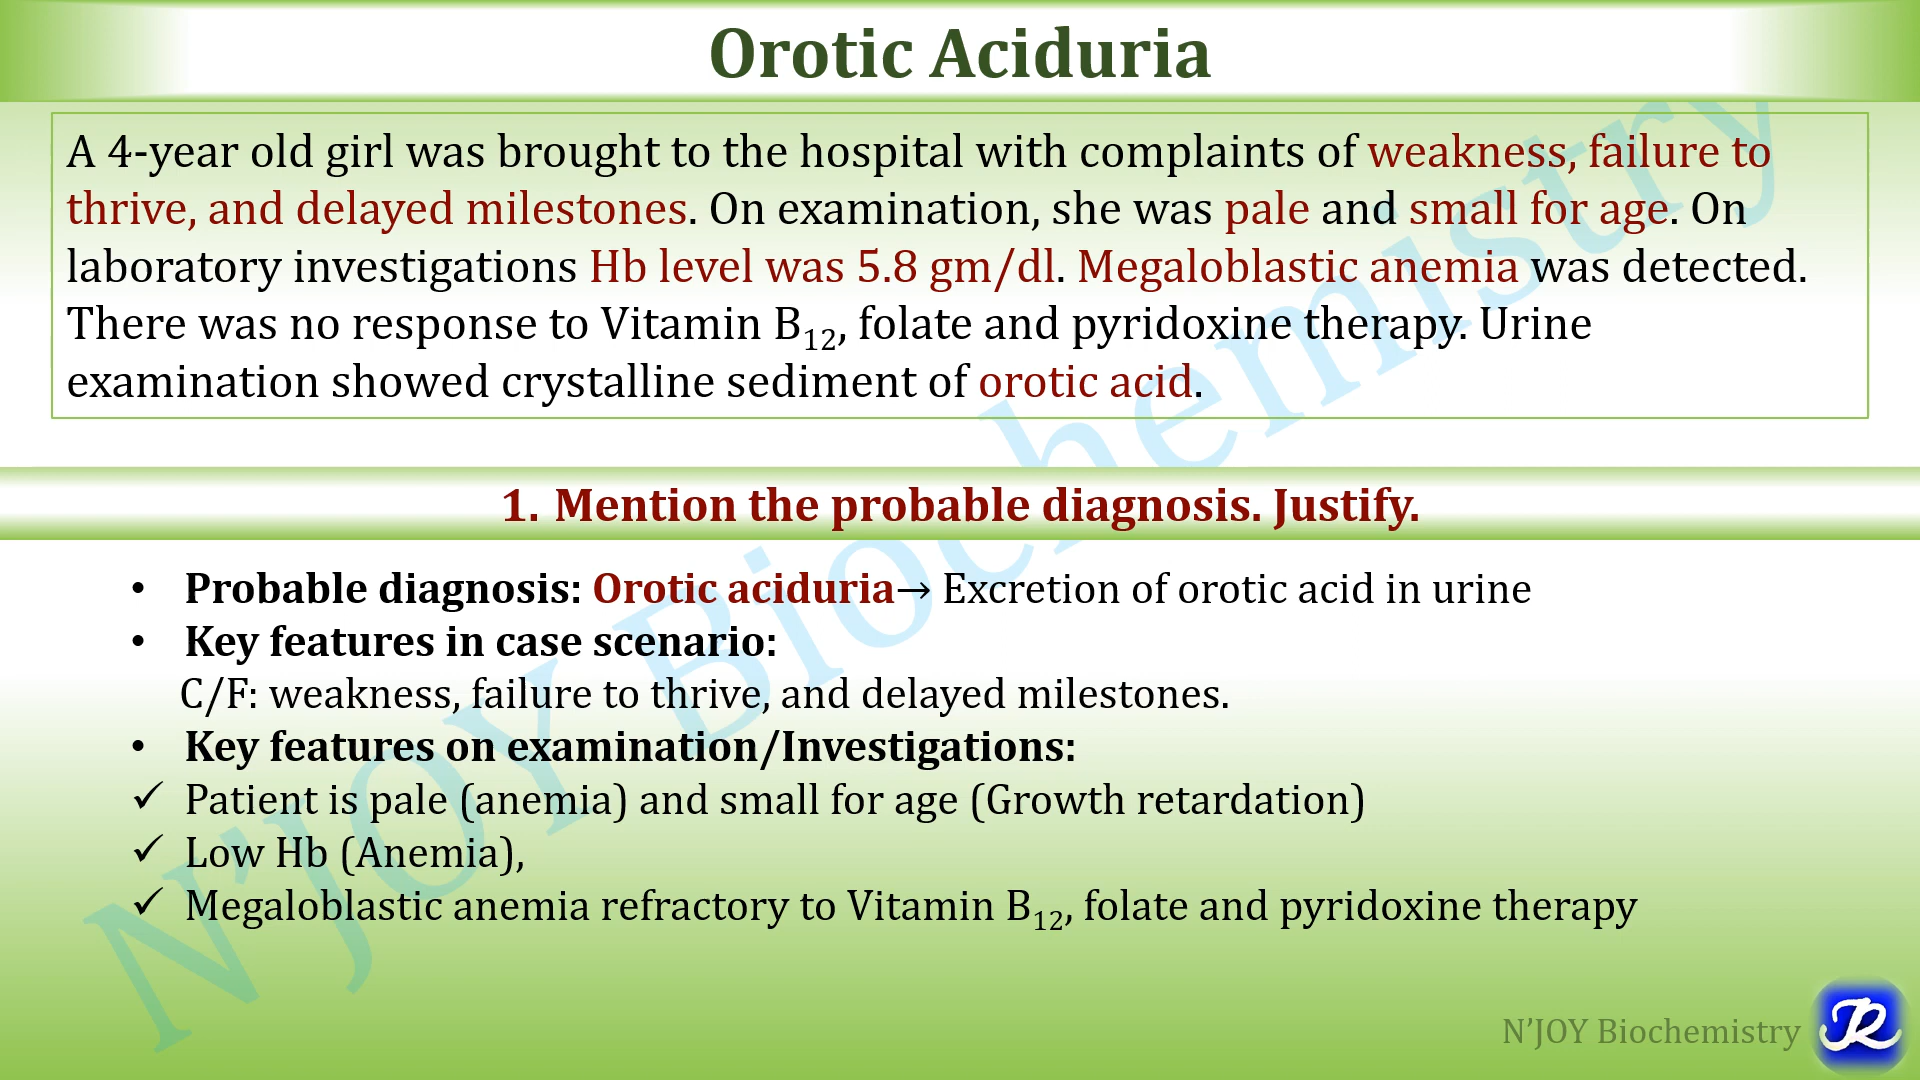 Orotic Aciduria
A 4-year old girl was brought to the hospital with complaints of weakness, failure to
thrive, and delayed milestones. On examination, she was pale and small for age. On
laboratory investigations Hb level was 5.8 gm/dl. Megaloblastic anemia was detected.
There was no response to Vitamin B₁₂, folate and pyridoxine therapy. Urine
examination showed crystalline sediment of orotic acid.
1. Mention the probable diagnosis. Justify.
• Probable diagnosis: Orotic aciduria→ Excretion of orotic acid in urine
• Key features in case scenario:
C/F: weakness, failure to thrive, and delayed milestones.
• Key features on examination/Investigations:
✓ Patient is pale (anemia) and small for age (Growth retardation)
✓ Low Hb (Anemia),
✓ Megaloblastic anemia refractory to Vitamin B₁₂, folate and pyridoxine therapy
N'JOY Biochemistry
N’JOY Biochemistry